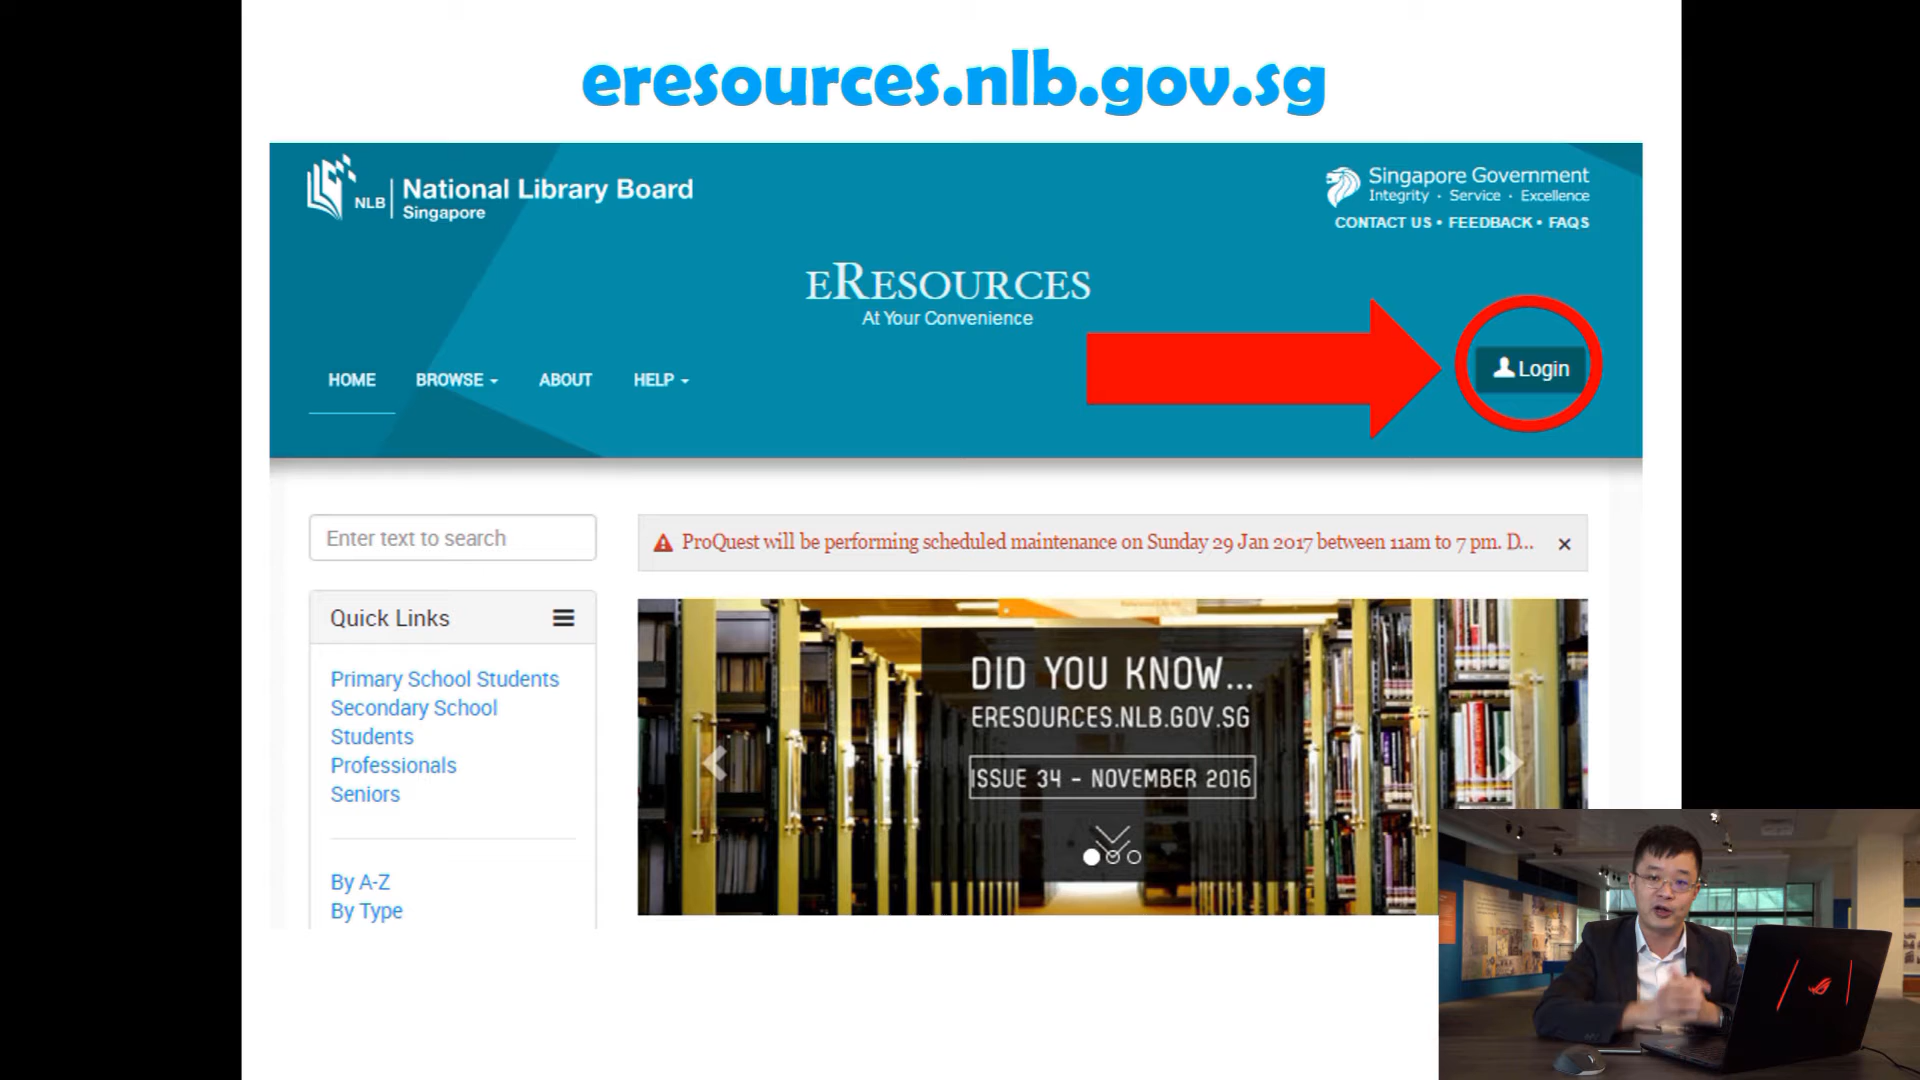 eresources.nlb.gov.sg
NLB
National Library Board
Singapore
Singapore Government
Integrity · Service · Excellence
CONTACT US • FEEDBACK • FAQS
eResources
At Your Convenience
HOME BROWSE ABOUT HELP
Login
Enter text to search
ProQuest will be performing scheduled maintenance on Sunday 29 Jan 2017 between 11am to 7 pm. D...
Quick Links
Primary School Students
Secondary School
Students
Professionals
Seniors
By A-Z
By Type
DID YOU KNOW...
ERESOURCES.NLB.GOV.SG
ISSUE 34 - NOVEMBER 2016